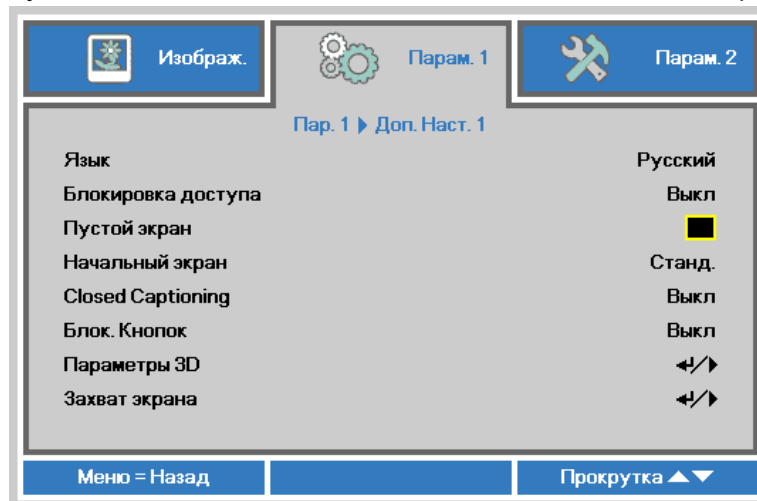 Изображ. Парам. 1 Парам. 2
Пар. 1 Доп. Наст. 1
Язык Русский
Блокировка доступа Выкл
Пустой экран
Начальный экран Станд.
Closed Captioning Выкл
Блок. Кнопок Выкл
Параметры 3D
Захват экрана
Меню = Назад Прокрутка